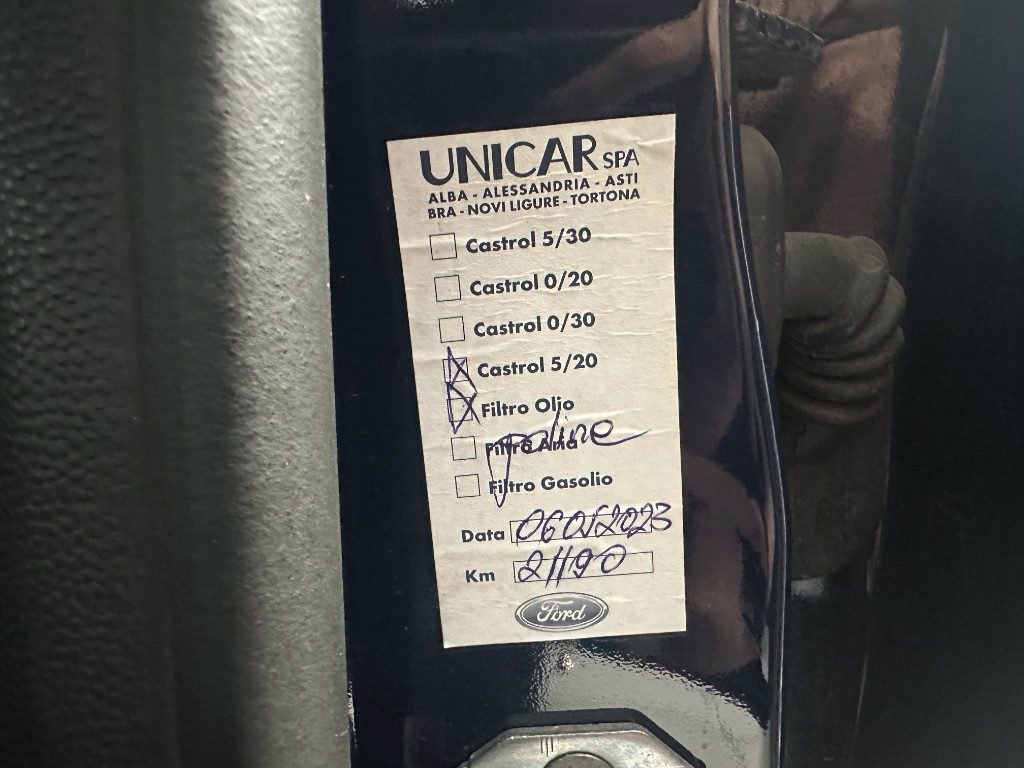 UNICAR SPA
ALBA - ALESSANDRIA - ASTI
BRA - NOVI LIGURE - TORTONA
Castrol 5/30
Castrol 0/20
Castrol 0/30
Castrol 5/20
Filtro Olio
Filtro Aria
Filtro Gasolio
Data 06052023
Km 21190
Ford